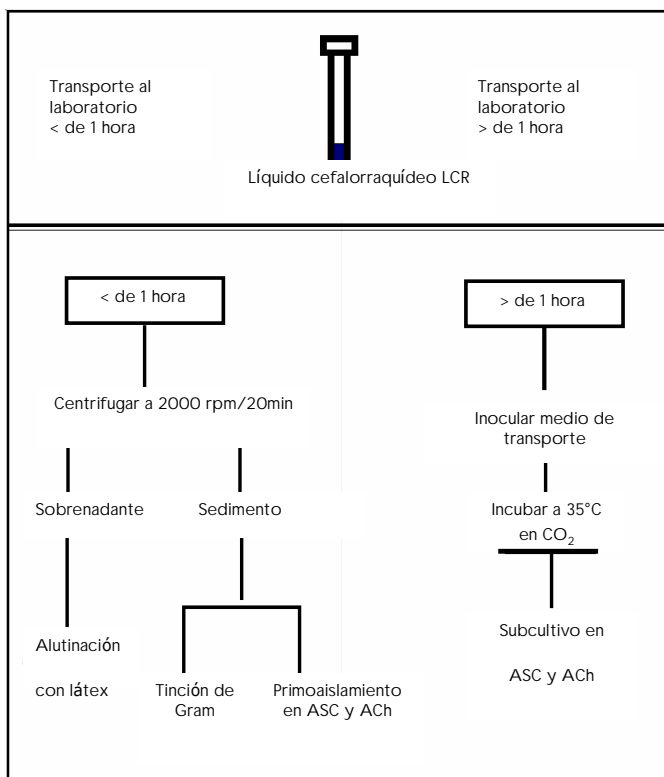 Transporte al
laboratorio
< de 1 hora
Transporte al
laboratorio
> de 1 hora
Líquido cefalorraquídeo LCR
< de 1 hora
> de 1 hora
Centrifugar a 2000 rpm/20min
Inocular medio de
transporte
Sobrenadante
Sedimento
Incubar a 35°C
en CO₂
Alutinación
con látex
Tinción de
Gram
Primoaislamiento
en ASC y ACh
Subcultivo en
ASC y ACh